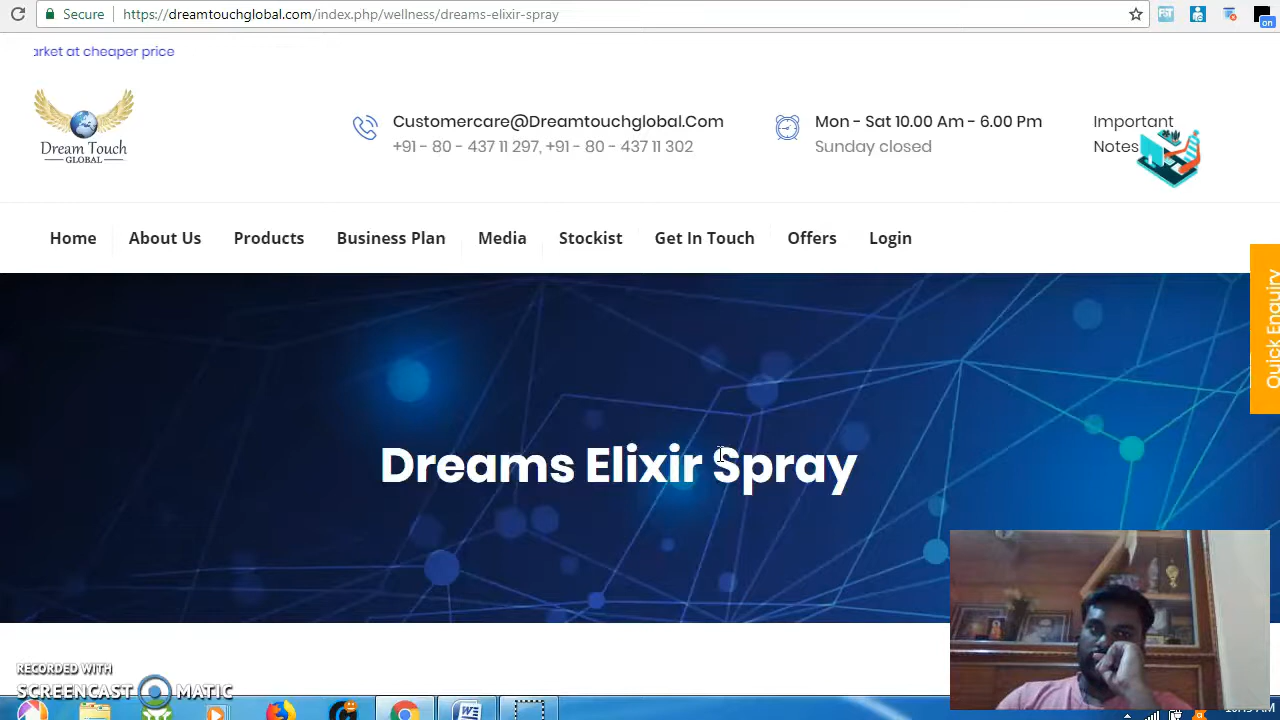 Secure https://dreamtouchglobal.com/index.php/wellness/dreams-elixir-spray
on
arket at cheaper price
Dream Touch
GLOBAL
Customercare@Dreamtouchglobal.Com
+91 - 80 - 437 11 297, +91 - 80 - 437 11 302
Mon - Sat 10.00 Am - 6.00 Pm
Sunday closed
Important
Notes
Home About Us Products Business Plan Media Stockist Get In Touch Offers Login
Quick Enquiry
Dreams Elixir Spray
RECORDED WITH
SCREENCAST MATIC